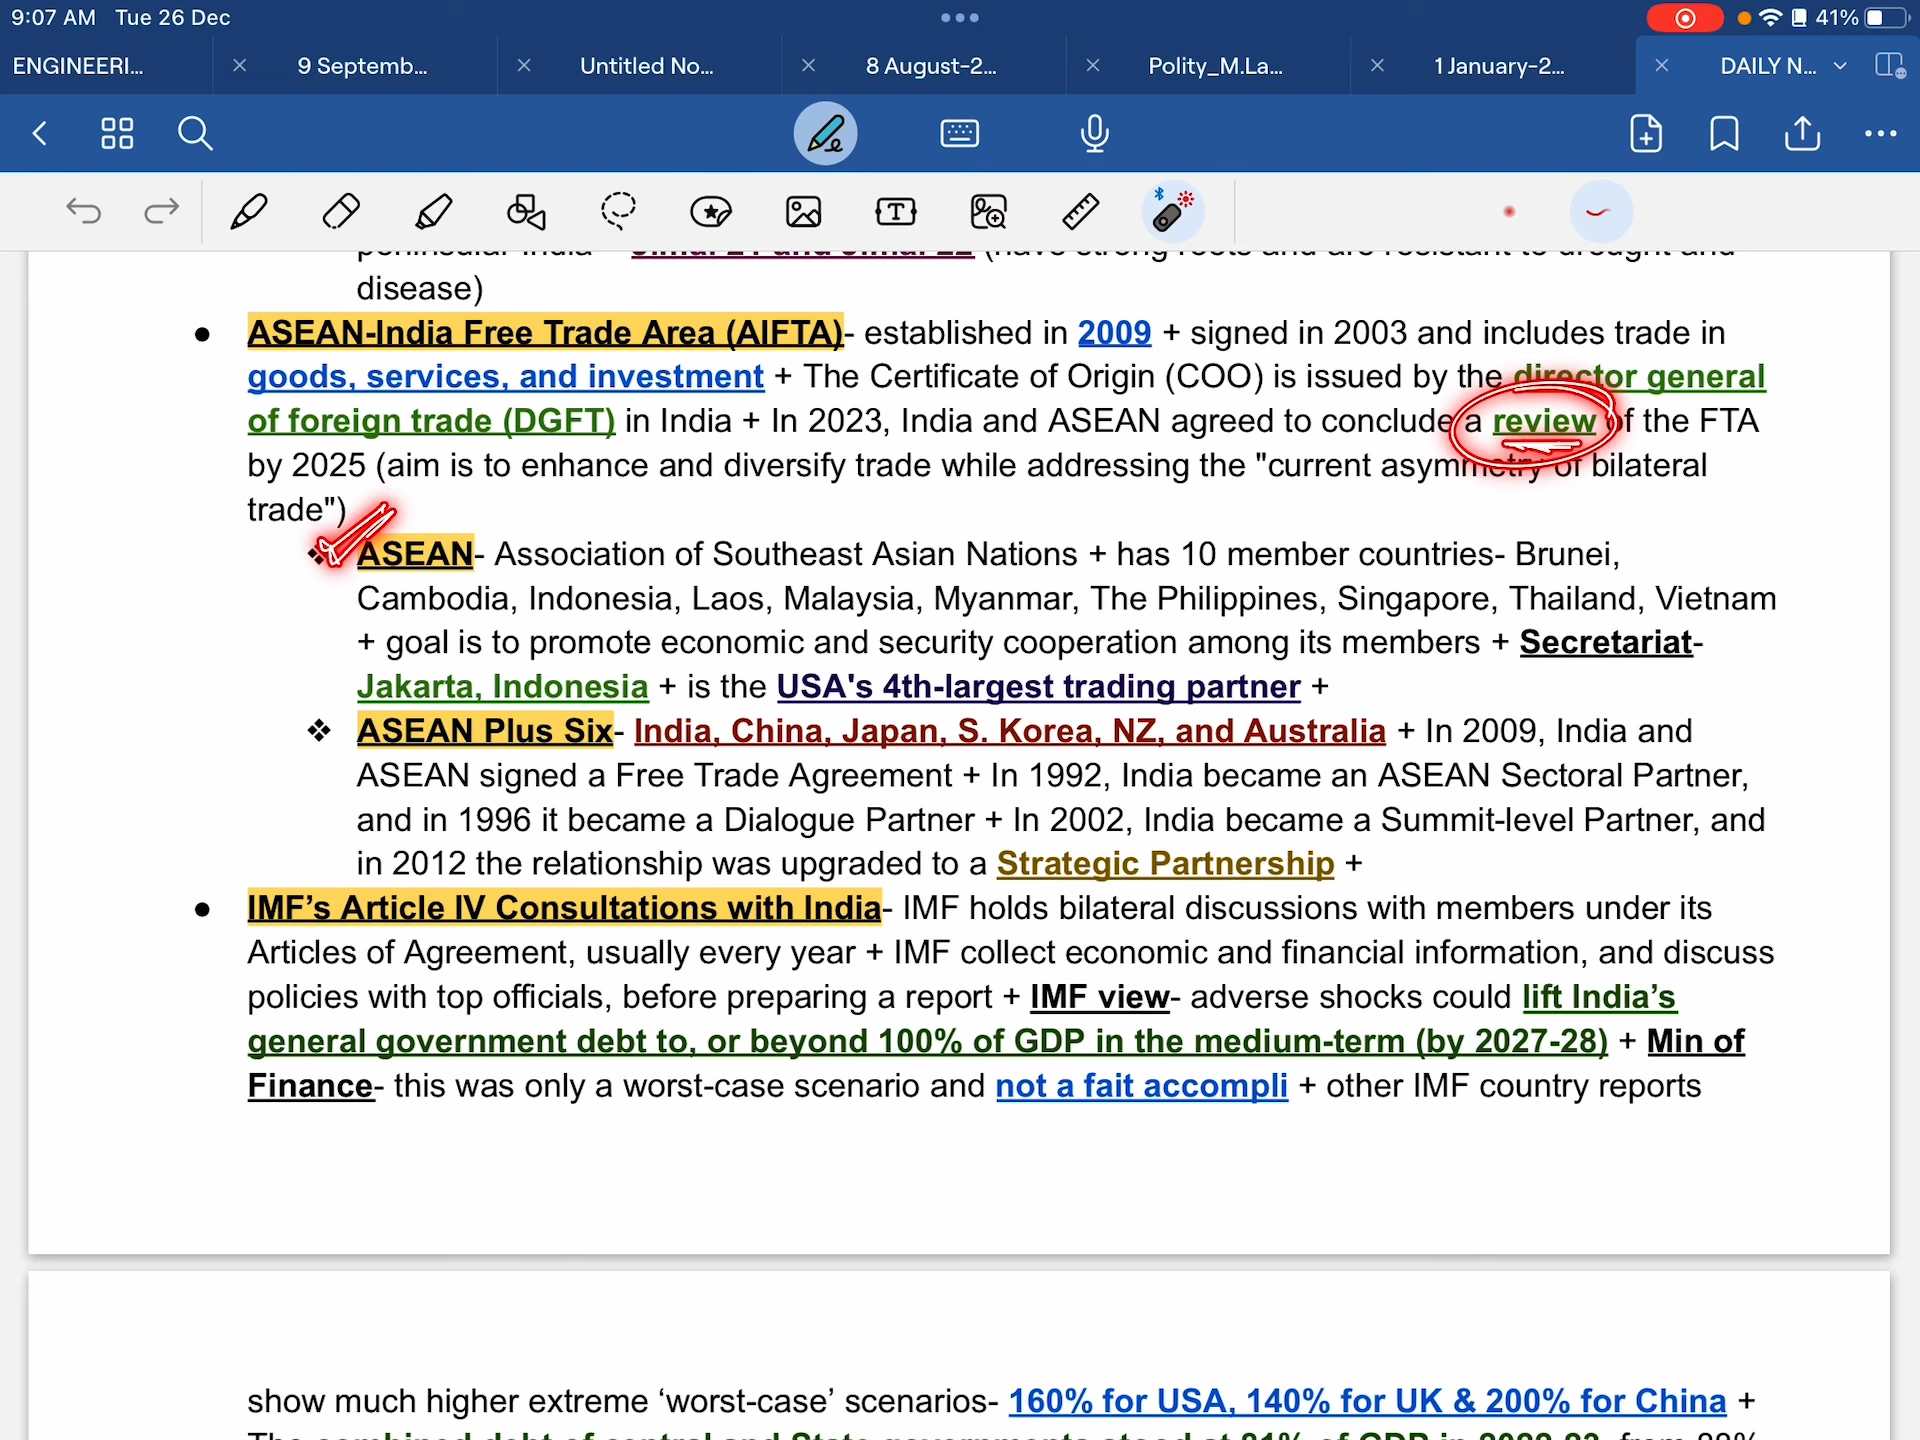 9:07 AM Tue 26 Dec
41%
ENGINEERI...
9 Septemb...
Untitled No...
8 August-2...
Polity_M.La...
1 January-2...
DAILY N...
disease)
● ASEAN-India Free Trade Area (AIFTA)- established in 2009 + signed in 2003 and includes trade in
goods, services, and investment + The Certificate of Origin (COO) is issued by the director general
of foreign trade (DGFT) in India + In 2023, India and ASEAN agreed to conclude a review of the FTA
by 2025 (aim is to enhance and diversify trade while addressing the "current asymmetry of bilateral
trade")
❖ ASEAN- Association of Southeast Asian Nations + has 10 member countries- Brunei,
Cambodia, Indonesia, Laos, Malaysia, Myanmar, The Philippines, Singapore, Thailand, Vietnam
+ goal is to promote economic and security cooperation among its members + Secretariat-
Jakarta, Indonesia + is the USA's 4th-largest trading partner +
❖ ASEAN Plus Six- India, China, Japan, S. Korea, NZ, and Australia + In 2009, India and
ASEAN signed a Free Trade Agreement + In 1992, India became an ASEAN Sectoral Partner,
and in 1996 it became a Dialogue Partner + In 2002, India became a Summit-level Partner, and
in 2012 the relationship was upgraded to a Strategic Partnership +
● IMF’s Article IV Consultations with India- IMF holds bilateral discussions with members under its
Articles of Agreement, usually every year + IMF collect economic and financial information, and discuss
policies with top officials, before preparing a report + IMF view- adverse shocks could lift India’s
general government debt to, or beyond 100% of GDP in the medium-term (by 2027-28) + Min of
Finance- this was only a worst-case scenario and not a fait accompli + other IMF country reports
show much higher extreme ‘worst-case’ scenarios- 160% for USA, 140% for UK & 200% for China +